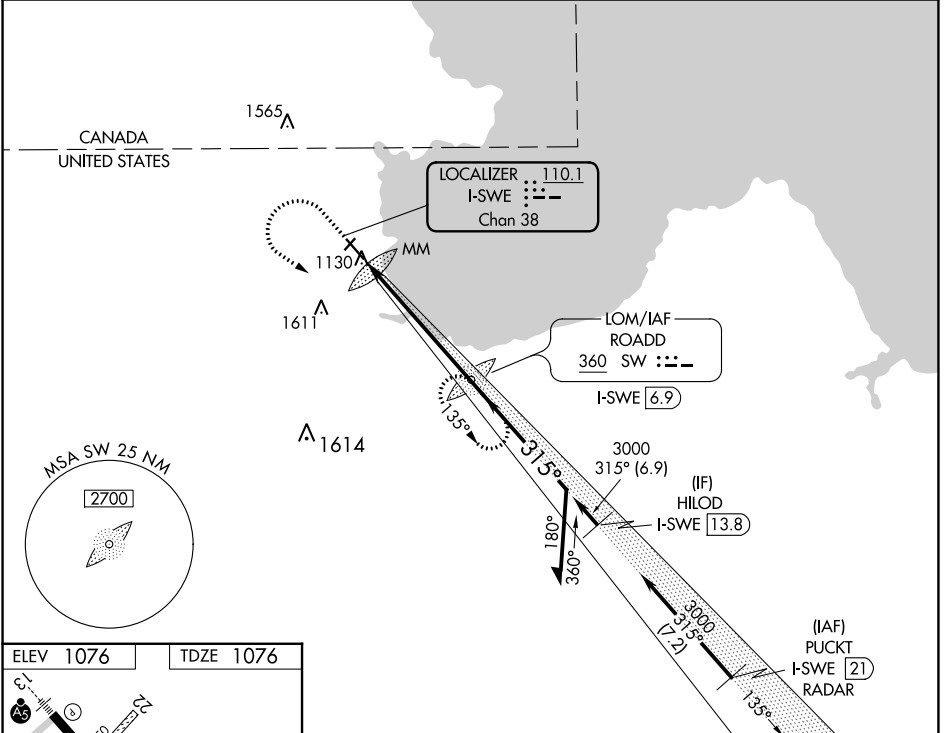 1565
CANADA
UNITED STATES
LOCALIZER 110.1
I-SWE
Chan 38
MM
1130
1611
LOM/IAF
ROADD
360 SW
I-SWE 6.9
135°
1614
315°
3000
315° (6.9)
(IF)
HILOD
I-SWE 13.8
MSA SW 25 NM
2700
180°
360°
3000
315°
(7.2)
(IAF)
PUCKT
I-SWE 21
RADAR
135°
ELEV 1076
TDZE 1076
13
22
A5
P